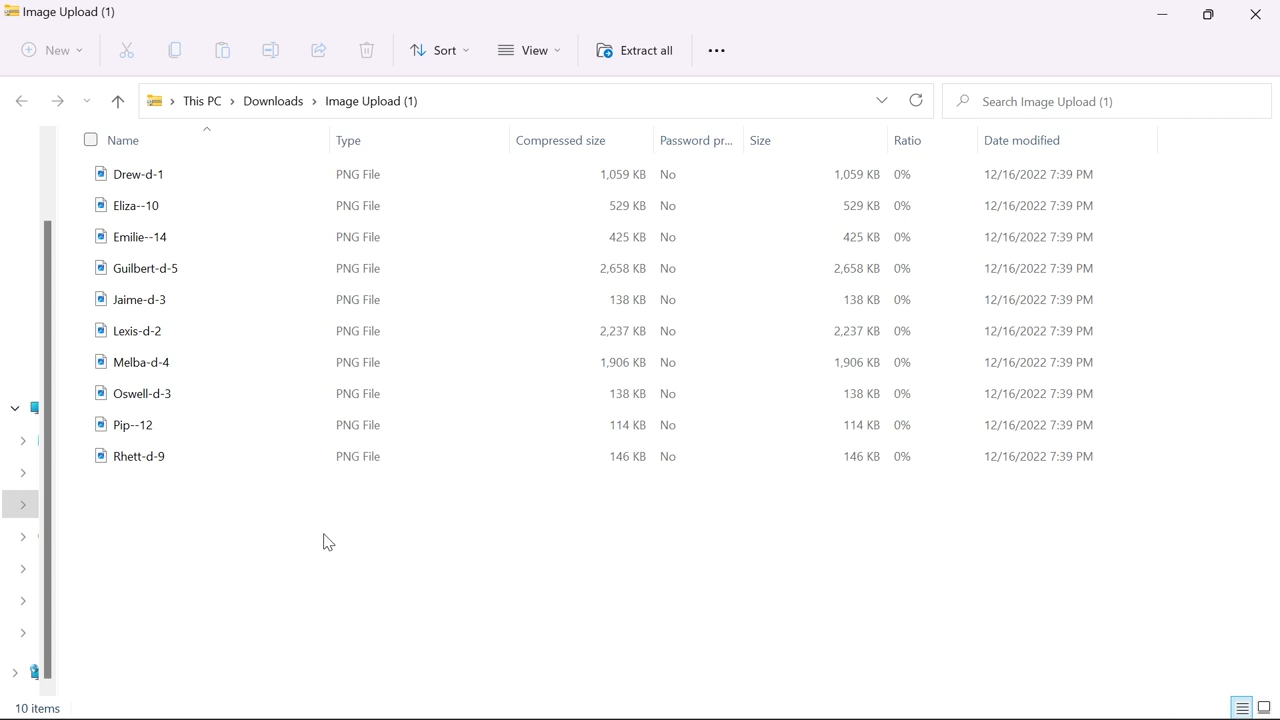 Image Upload (1)
New Sort View Extract all
This PC Downloads Image Upload (1) Search Image Upload (1)
Name Type Compressed size Password pr... Size Ratio Date modified
Drew-d-1 PNG File 1,059 KB No 1,059 KB 0% 12/16/2022 7:39 PM
Eliza--10 PNG File 529 KB No 529 KB 0% 12/16/2022 7:39 PM
Emilie--14 PNG File 425 KB No 425 KB 0% 12/16/2022 7:39 PM
Guilbert-d-5 PNG File 2,658 KB No 2,658 KB 0% 12/16/2022 7:39 PM
Jaime-d-3 PNG File 138 KB No 138 KB 0% 12/16/2022 7:39 PM
Lexis-d-2 PNG File 2,237 KB No 2,237 KB 0% 12/16/2022 7:39 PM
Melba-d-4 PNG File 1,906 KB No 1,906 KB 0% 12/16/2022 7:39 PM
Oswell-d-3 PNG File 138 KB No 138 KB 0% 12/16/2022 7:39 PM
Pip--12 PNG File 114 KB No 114 KB 0% 12/16/2022 7:39 PM
Rhett-d-9 PNG File 146 KB No 146 KB 0% 12/16/2022 7:39 PM
10 items